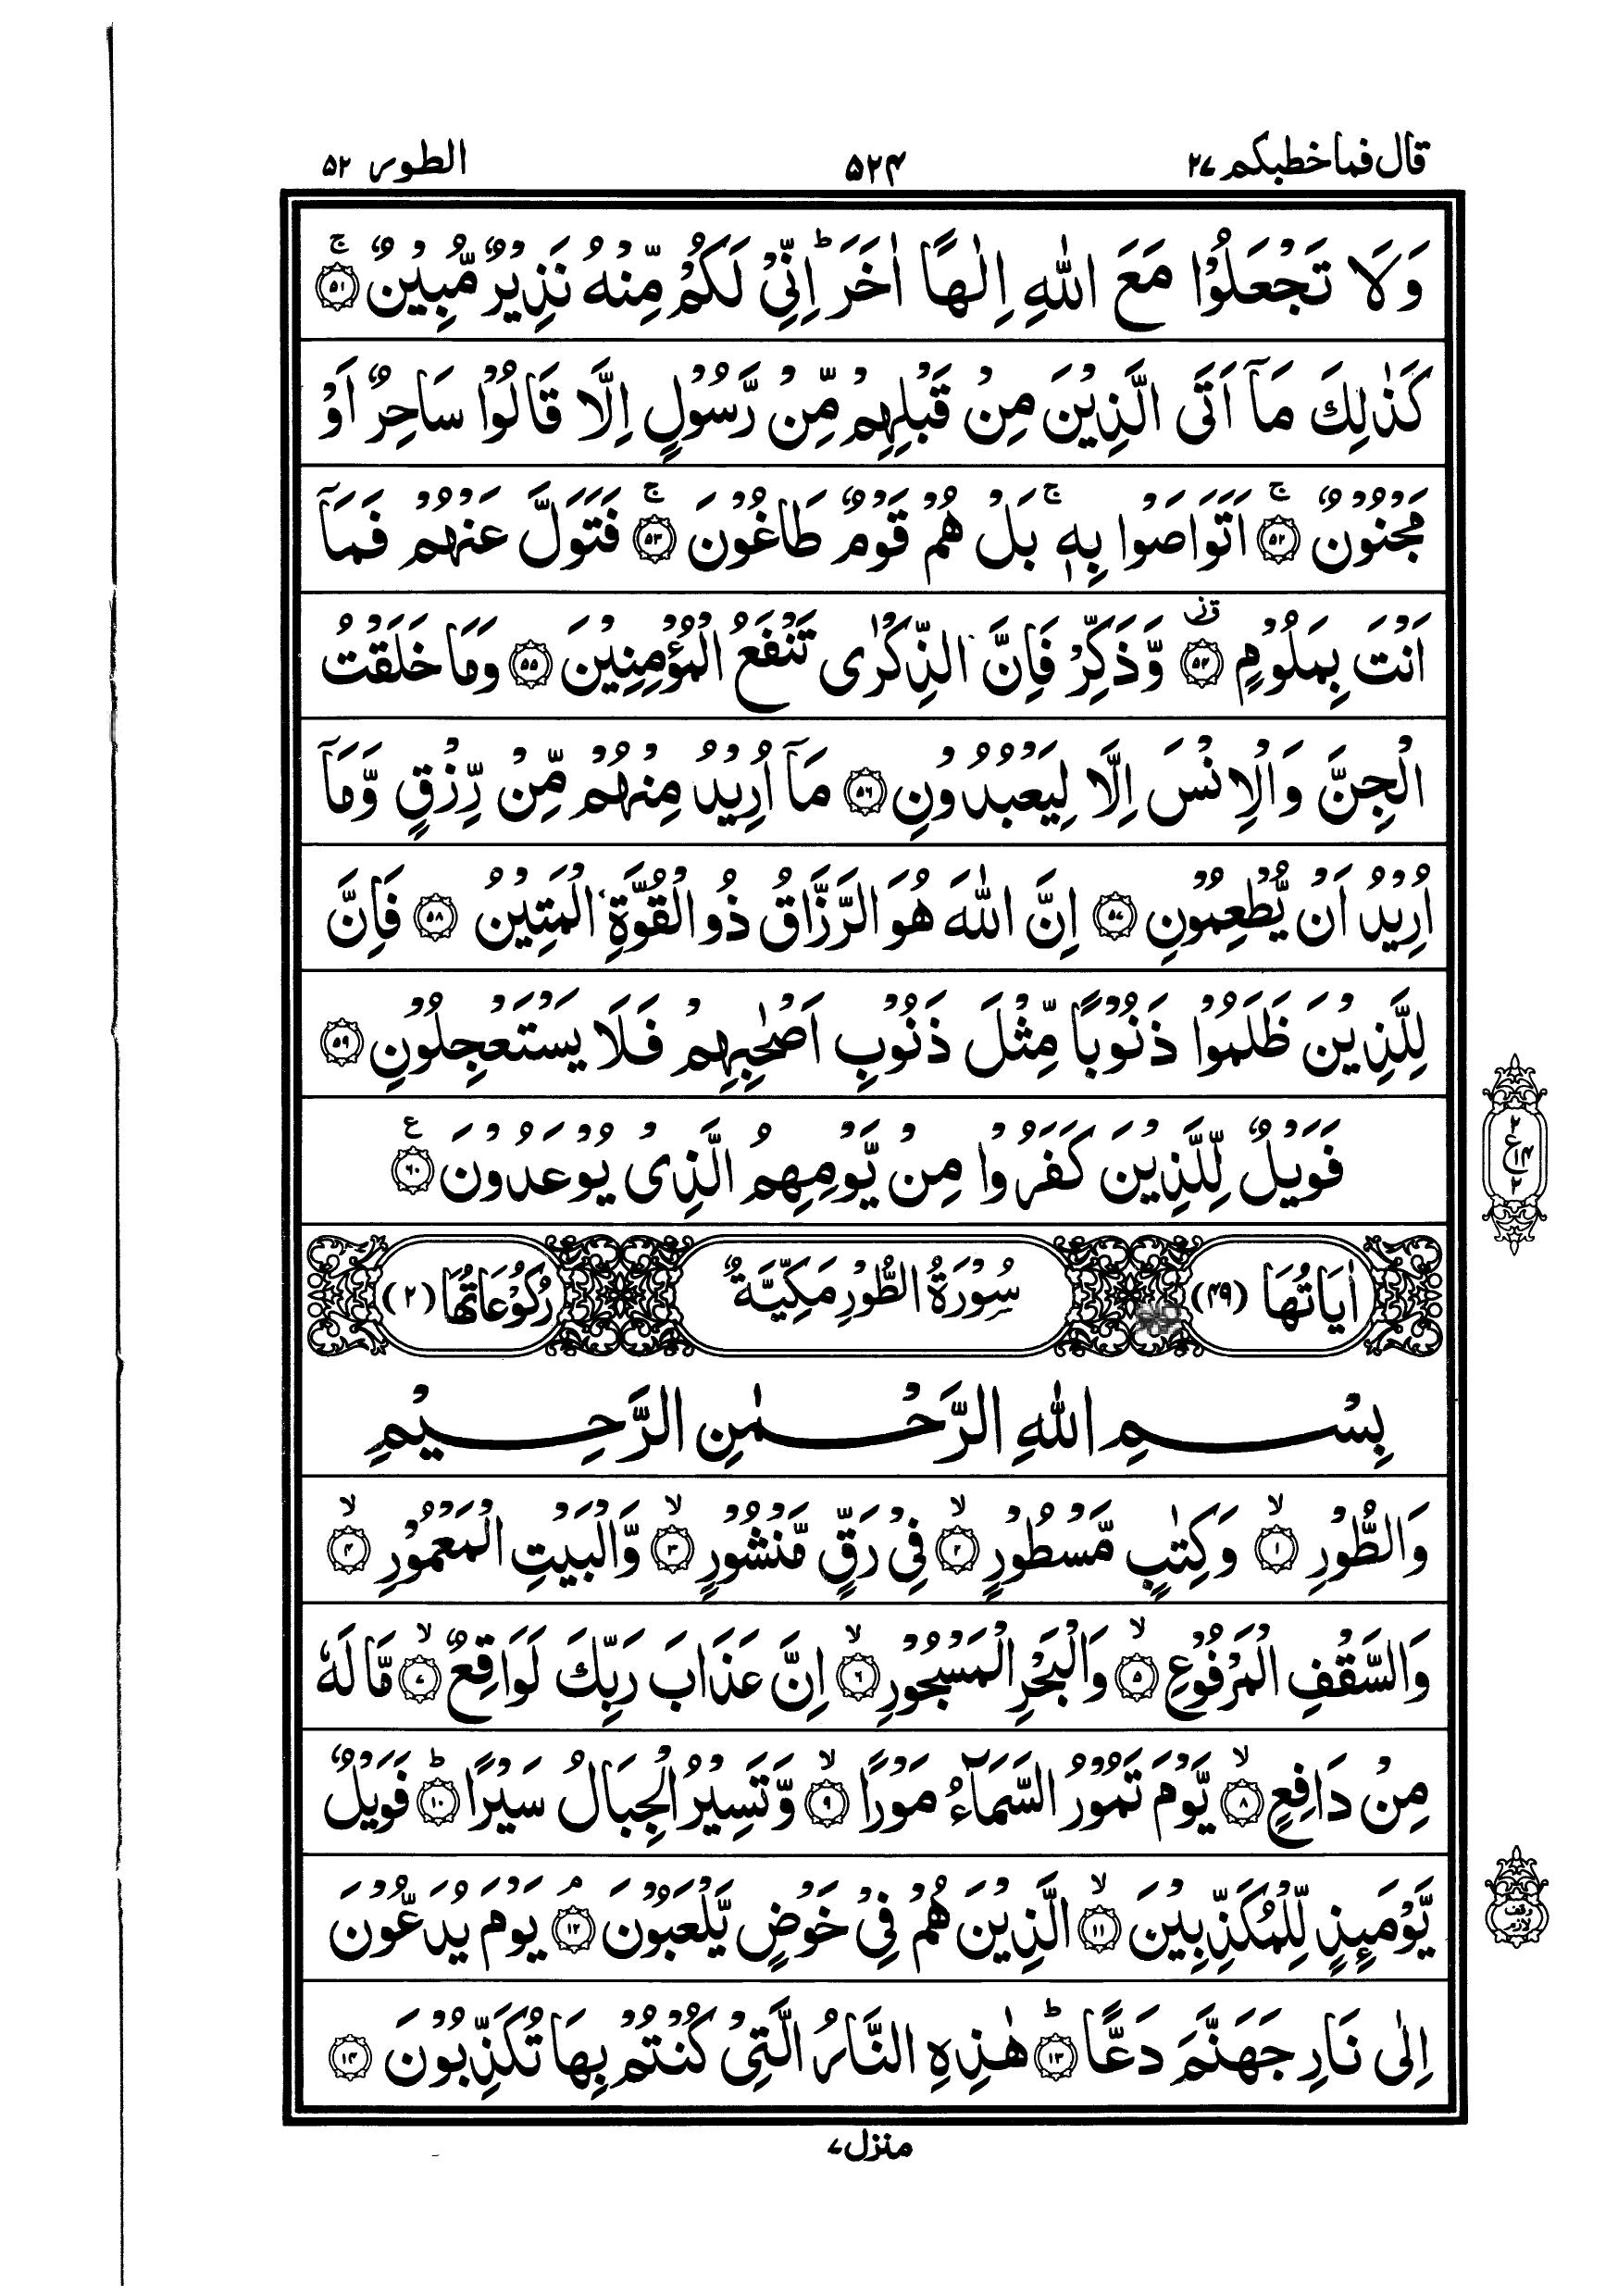 قال فما خطبكم ۲۷
۵۲۴
الطور ۵۲
وَلَا تَجْعَلُوْا مَعَ اللّٰهِ اِلٰهًا اٰخَرَ ؕ اِنِّیْ لَكُمْ مِّنْهُ نَذِیْرٌ مُّبِیْنٌ ۚ ﴿۵۱﴾
كَذٰلِكَ مَاۤ اَتَی الَّذِیْنَ مِنْ قَبْلِهِمْ مِّنْ رَّسُوْلٍ اِلَّا قَالُوْا سَاحِرٌ اَوْ
مَجْنُوْنٌ ۚ ﴿۵۲﴾ اَتَوَاصَوْا بِهٖ ۚ بَلْ هُمْ قَوْمٌ طَاغُوْنَ ۚ ﴿۵۳﴾ فَتَوَلَّ عَنْهُمْ فَمَاۤ
اَنْتَ بِمَلُوْمٍ ﴿۵۴﴾ وَّذَكِّرْ فَاِنَّ الذِّكْرٰی تَنْفَعُ الْمُؤْمِنِیْنَ ﴿۵۵﴾ وَمَا خَلَقْتُ
الْجِنَّ وَالْاِنْسَ اِلَّا لِیَعْبُدُوْنِ ﴿۵۶﴾ مَاۤ اُرِیْدُ مِنْهُمْ مِّنْ رِّزْقٍ وَّمَاۤ
اُرِیْدُ اَنْ یُّطْعِمُوْنِ ﴿۵۷﴾ اِنَّ اللّٰهَ هُوَ الرَّزَّاقُ ذُو الْقُوَّةِ الْمَتِیْنُ ﴿۵۸﴾ فَاِنَّ
لِلَّذِیْنَ ظَلَمُوْا ذَنُوْبًا مِّثْلَ ذَنُوْبِ اَصْحٰبِهِمْ فَلَا یَسْتَعْجِلُوْنِ ﴿۵۹﴾
فَوَیْلٌ لِّلَّذِیْنَ كَفَرُوْا مِنْ یَّوْمِهِمُ الَّذِیْ یُوْعَدُوْنَ ﴿۶۰﴾ ع
۲ ع ۱۴ ۲
اٰیَاتُهَا (۴۹)
سُوْرَةُ الطُّوْرِ مَكِّیَّةٌ
رُكُوْعَاتُهَا (۲)
بِسْمِ اللّٰهِ الرَّحْمٰنِ الرَّحِیْمِ
وَالطُّوْرِ ۙ ﴿۱﴾ وَكِتٰبٍ مَّسْطُوْرٍ ۙ ﴿۲﴾ فِیْ رَقٍّ مَّنْشُوْرٍ ۙ ﴿۳﴾ وَّالْبَیْتِ الْمَعْمُوْرِ ۙ ﴿۴﴾
وَالسَّقْفِ الْمَرْفُوْعِ ۙ ﴿۵﴾ وَالْبَحْرِ الْمَسْجُوْرِ ۙ ﴿۶﴾ اِنَّ عَذَابَ رَبِّكَ لَوَاقِعٌ ۙ ﴿۷﴾ مَّا لَهٗ
مِنْ دَافِعٍ ۙ ﴿۸﴾ یَّوْمَ تَمُوْرُ السَّمَآءُ مَوْرًا ۙ ﴿۹﴾ وَّتَسِیْرُ الْجِبَالُ سَیْرًا ؕ ﴿۱۰﴾ فَوَیْلٌ
یَّوْمَىِٕذٍ لِّلْمُكَذِّبِیْنَ ۙ ﴿۱۱﴾ الَّذِیْنَ هُمْ فِیْ خَوْضٍ یَّلْعَبُوْنَ ۘ ﴿۱۲﴾ یَوْمَ یُدَعُّوْنَ
وقف لازم
اِلٰی نَارِ جَهَنَّمَ دَعًّا ؕ ﴿۱۳﴾ هٰذِهِ النَّارُ الَّتِیْ كُنْتُمْ بِهَا تُكَذِّبُوْنَ ﴿۱۴﴾
منزل ۷